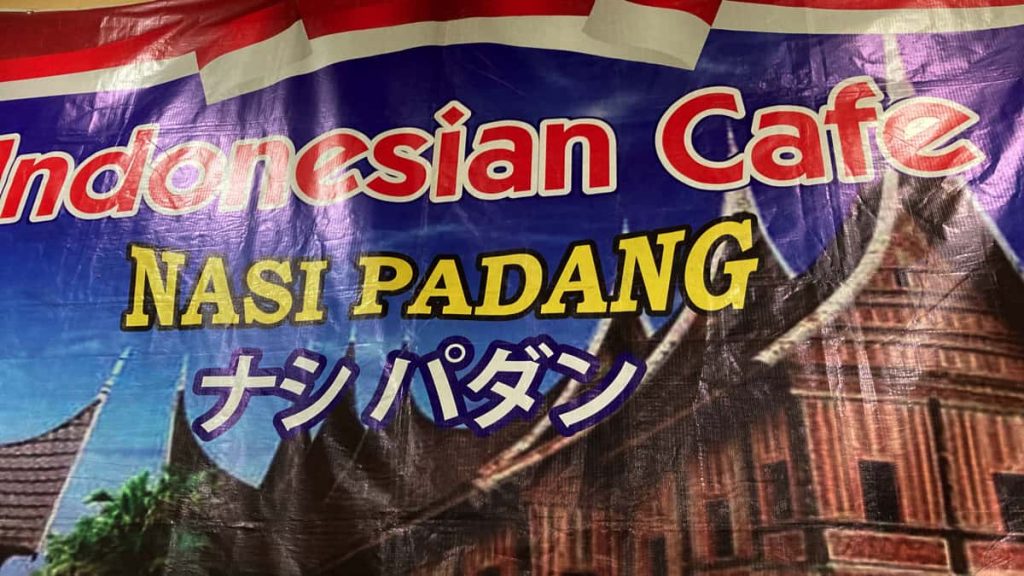 Indonesian Cafe
NASI PADANG
ナシ パダン